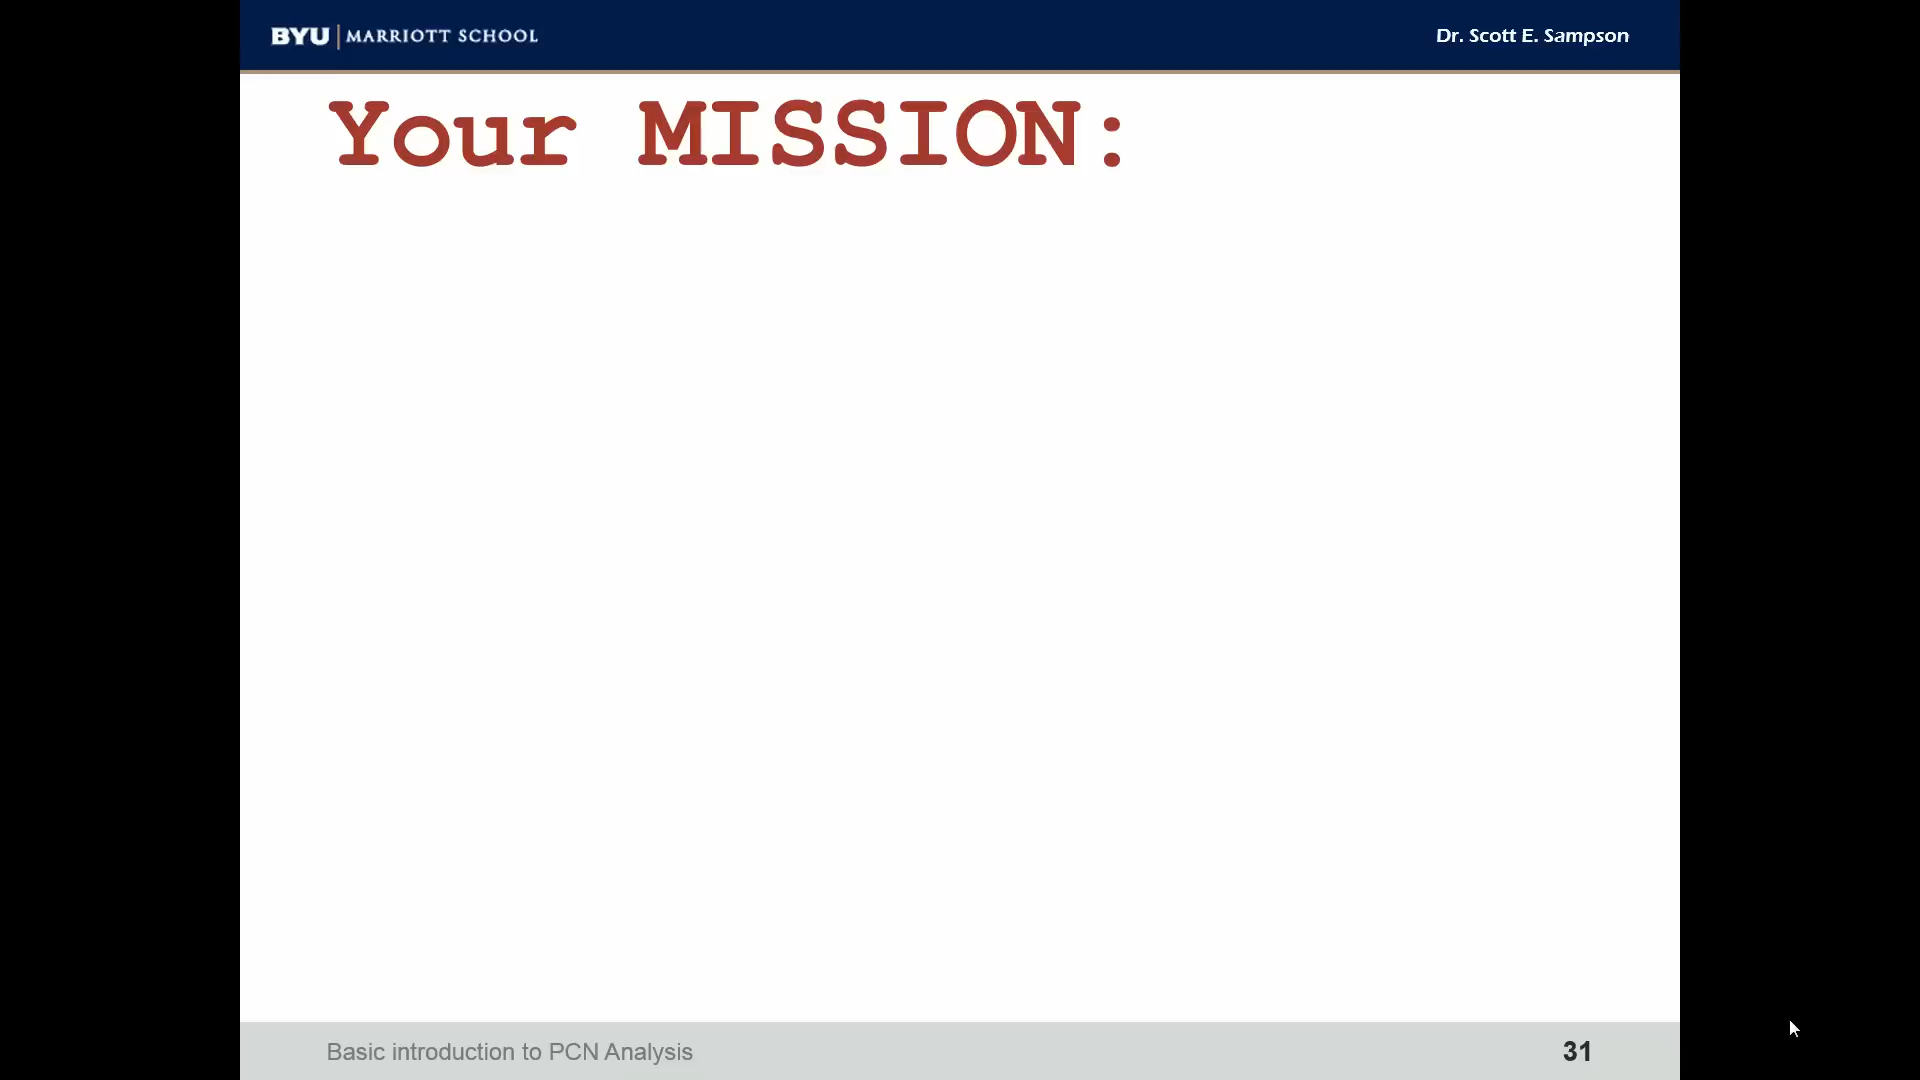 BYU | MARRIOTT SCHOOL
Dr. Scott E. Sampson
Your MISSION:
Basic introduction to PCN Analysis
31